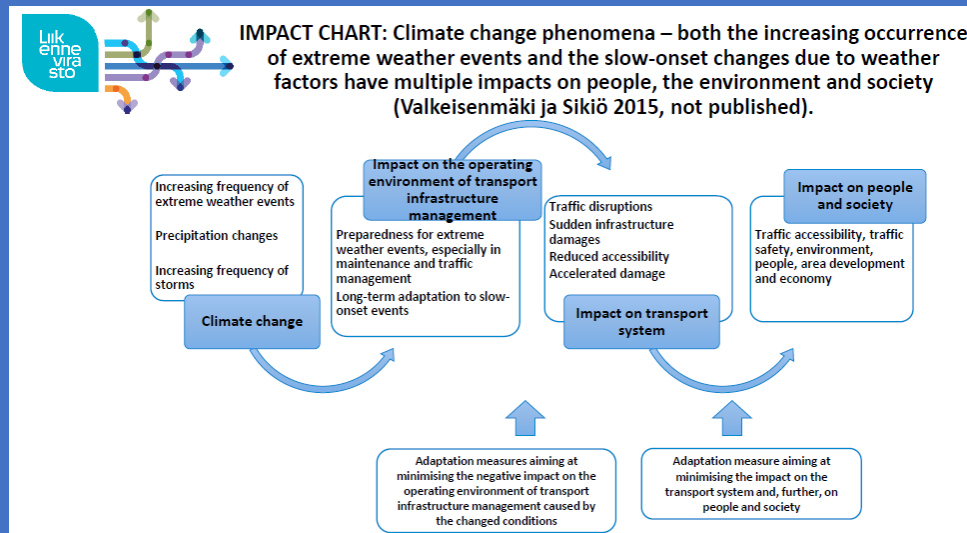 Liik
enne
vira
sto
IMPACT CHART: Climate change phenomena – both the increasing occurrence
of extreme weather events and the slow-onset changes due to weather
factors have multiple impacts on people, the environment and society
(Valkeisenmäki ja Sikiö 2015, not published).
Increasing frequency of
extreme weather events
Precipitation changes
Increasing frequency of
storms
Climate change
Impact on the operating
environment of transport
infrastructure
management
Preparedness for extreme
weather events, especially in
maintenance and traffic
management
Long-term adaptation to slow-
onset events
Traffic disruptions
Sudden infrastructure
damages
Reduced accessibility
Accelerated damage
Impact on transport
system
Impact on people
and society
Traffic accessibility, traffic
safety, environment,
people, area development
and economy
Adaptation measures aiming at
minimising the negative impact on the
operating environment of transport
infrastructure management caused by
the changed conditions
Adaptation measure aiming at
minimising the impact on the
transport system and, further, on
people and society